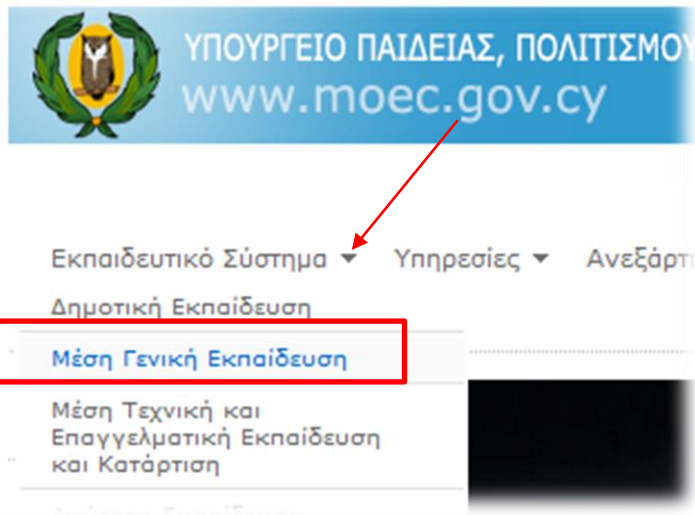 ΥΠΟΥΡΓΕΙΟ ΠΑΙΔΕΙΑΣ, ΠΟΛΙΤΙΣΜΟΥ
www.moec.gov.cy
Εκπαιδευτικό Σύστημα ▼ Υπηρεσίες ▼
Δημοτική Εκπαίδευση
Μέση Γενική Εκπαίδευση
Μέση Τεχνική και
Επαγγελματική Εκπαίδευση
και Κατάρτιση